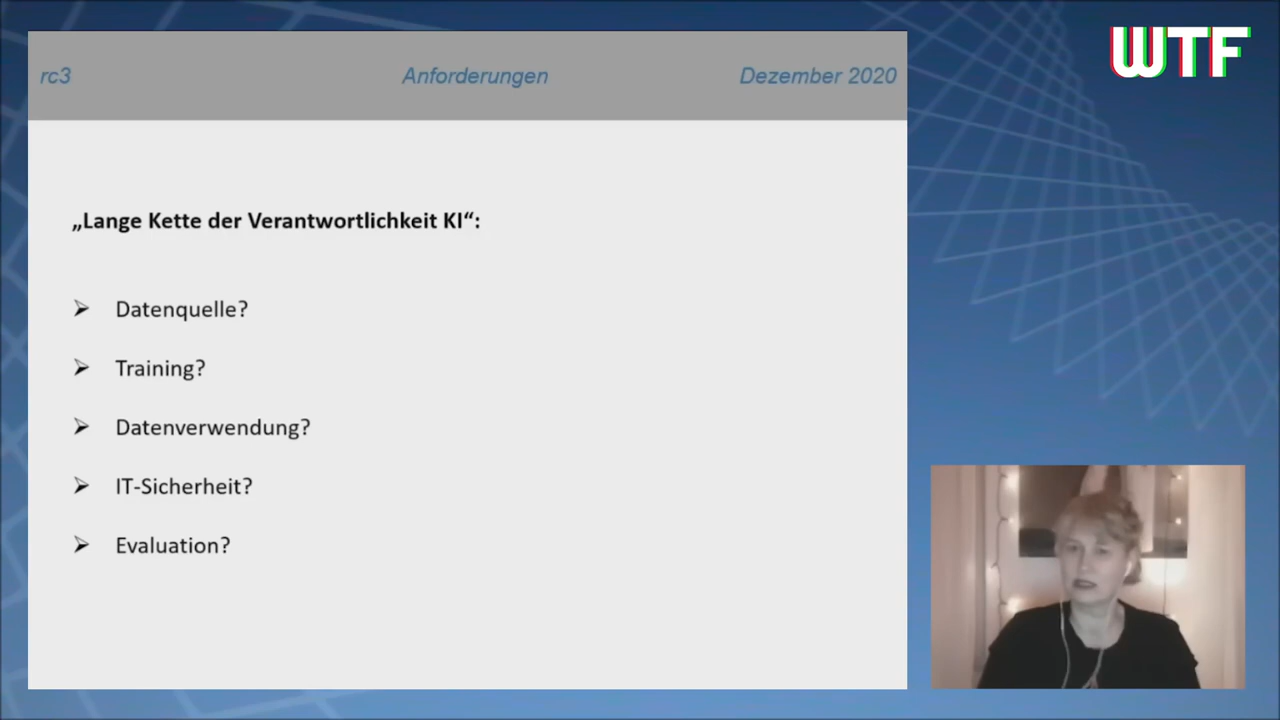 rc3 Anforderungen Dezember 2020
WTF
„Lange Kette der Verantwortlichkeit KI“:
Datenquelle?
Training?
Datenverwendung?
IT-Sicherheit?
Evaluation?